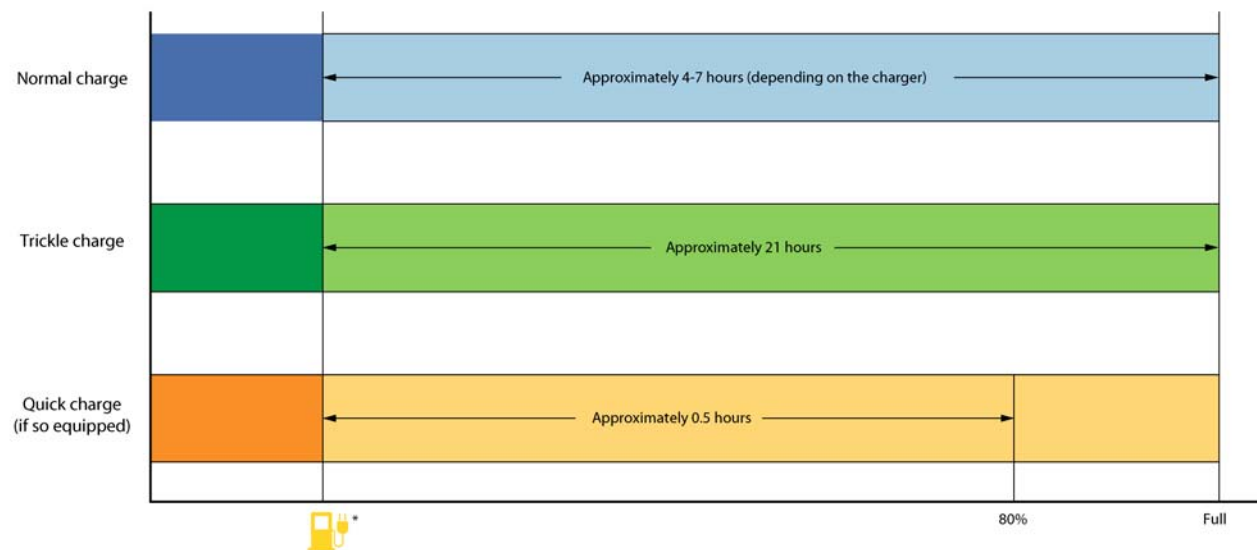 Normal charge
Approximately 4-7 hours (depending on the charger)
Trickle charge
Approximately 21 hours
Quick charge
(if so equipped)
Approximately 0.5 hours
*
80%
Full